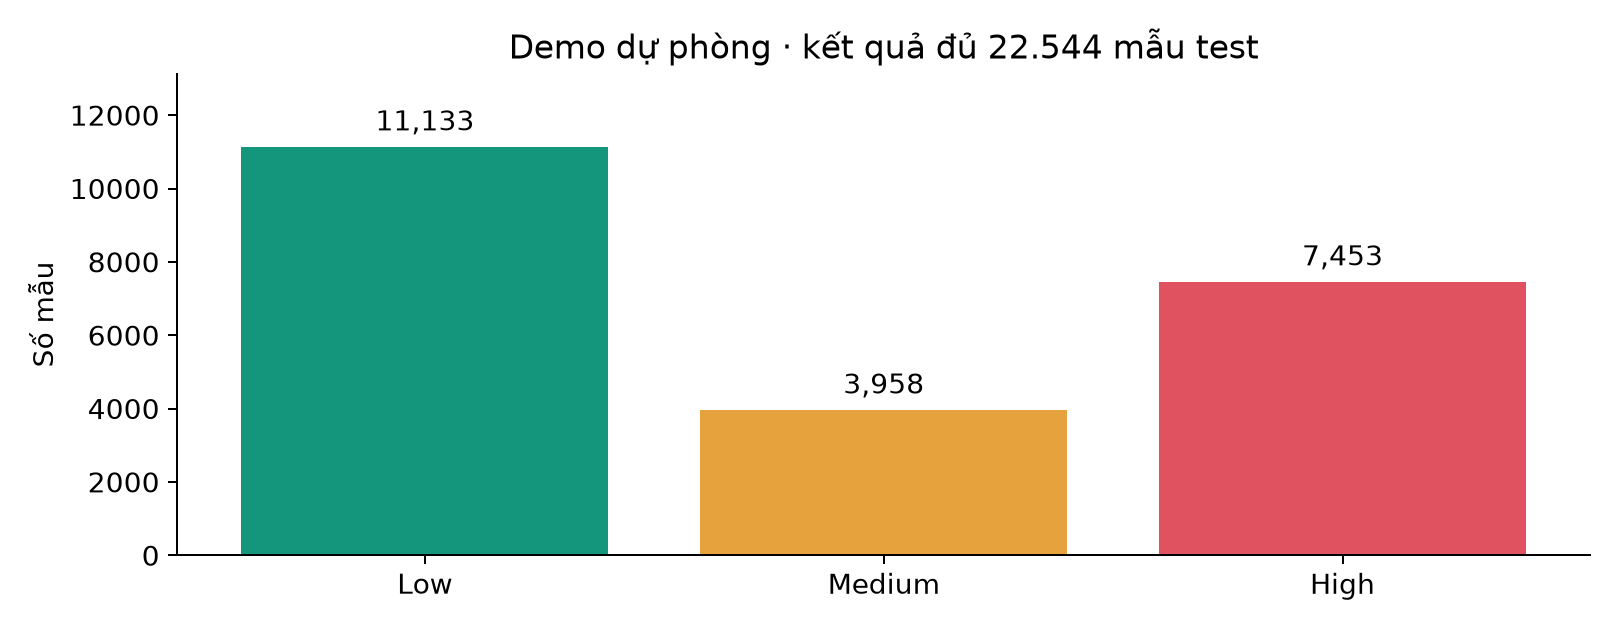 Demo dự phòng · kết quả đủ 22.544 mẫu test
Số mẫu
12000
10000
8000
6000
4000
2000
0
11,133
3,958
7,453
Low
Medium
High